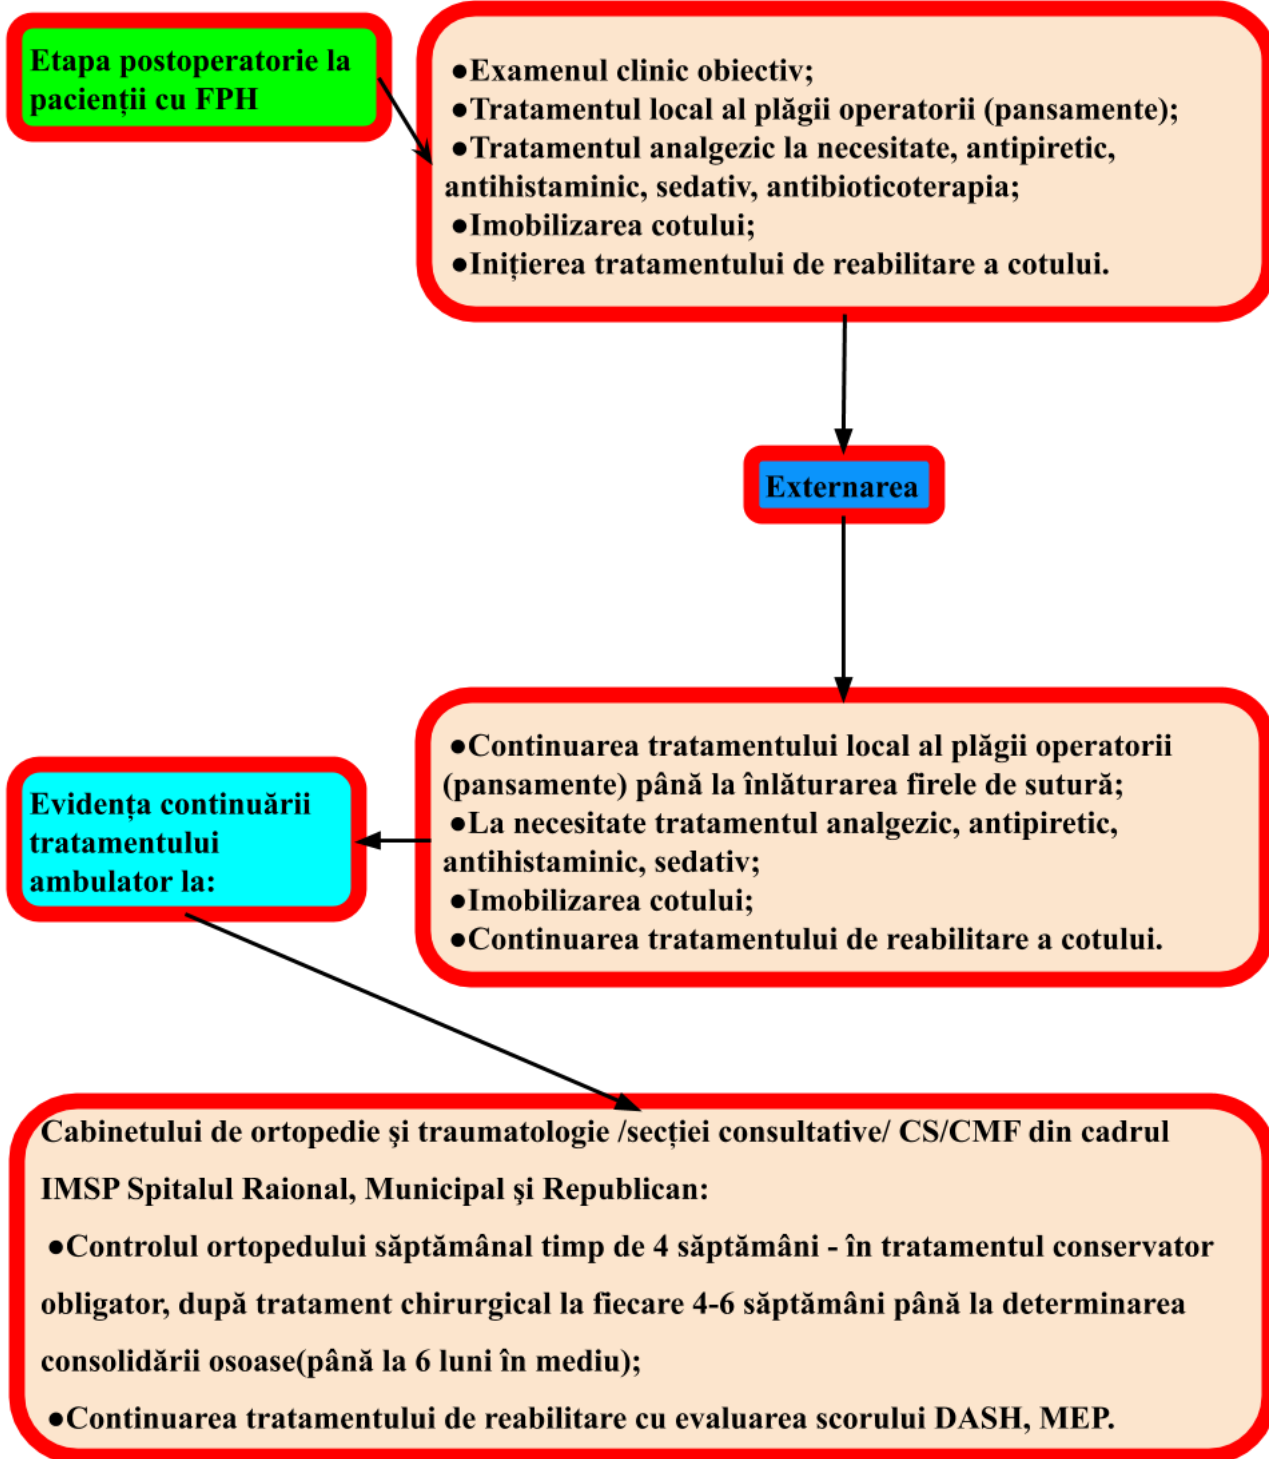 Etapa postoperatorie la
pacienții cu FPH
●Examenul clinic obiectiv;
●Tratamentul local al plăgii operatorii (pansamente);
●Tratamentul analgezic la necesitate, antipiretic,
antihistaminic, sedativ, antibioticoterapia;
●Imobilizarea cotului;
●Inițierea tratamentului de reabilitare a cotului.
Externarea
●Continuarea tratamentului local al plăgii operatorii
(pansamente) până la înlăturarea firele de sutură;
●La necesitate tratamentul analgezic, antipiretic,
antihistaminic, sedativ;
●Imobilizarea cotului;
●Continuarea tratamentului de reabilitare a cotului.
Evidența continuării
tratamentului
ambulator la:
Cabinetului de ortopedie şi traumatologie /secției consultative/ CS/CMF din cadrul
IMSP Spitalul Raional, Municipal şi Republican:
●Controlul ortopedului săptămânal timp de 4 săptămâni - în tratamentul conservator
obligator, după tratament chirurgical la fiecare 4-6 săptămâni până la determinarea
consolidării osoase(până la 6 luni în mediu);
●Continuarea tratamentului de reabilitare cu evaluarea scorului DASH, MEP.